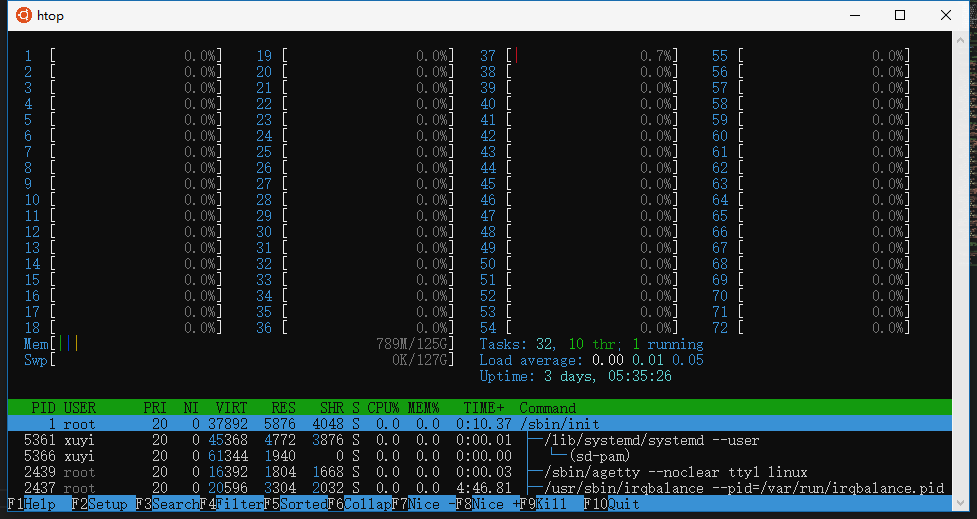 htop
1 [ 0.0%] 19 [ 0.0%] 37 [| 0.7%] 55 [ 0.0%]
2 [ 0.0%] 20 [ 0.0%] 38 [ 0.0%] 56 [ 0.0%]
3 [ 0.0%] 21 [ 0.0%] 39 [ 0.0%] 57 [ 0.0%]
4 [ 0.0%] 22 [ 0.0%] 40 [ 0.0%] 58 [ 0.0%]
5 [ 0.0%] 23 [ 0.0%] 41 [ 0.0%] 59 [ 0.0%]
6 [ 0.0%] 24 [ 0.0%] 42 [ 0.0%] 60 [ 0.0%]
7 [ 0.0%] 25 [ 0.0%] 43 [ 0.0%] 61 [ 0.0%]
8 [ 0.0%] 26 [ 0.0%] 44 [ 0.0%] 62 [ 0.0%]
9 [ 0.0%] 27 [ 0.0%] 45 [ 0.0%] 63 [ 0.0%]
10 [ 0.0%] 28 [ 0.0%] 46 [ 0.0%] 64 [ 0.0%]
11 [ 0.0%] 29 [ 0.0%] 47 [ 0.0%] 65 [ 0.0%]
12 [ 0.0%] 30 [ 0.0%] 48 [ 0.0%] 66 [ 0.0%]
13 [ 0.0%] 31 [ 0.0%] 49 [ 0.0%] 67 [ 0.0%]
14 [ 0.0%] 32 [ 0.0%] 50 [ 0.0%] 68 [ 0.0%]
15 [ 0.0%] 33 [ 0.0%] 51 [ 0.0%] 69 [ 0.0%]
16 [ 0.0%] 34 [ 0.0%] 52 [ 0.0%] 70 [ 0.0%]
17 [ 0.0%] 35 [ 0.0%] 53 [ 0.0%] 71 [ 0.0%]
18 [ 0.0%] 36 [ 0.0%] 54 [ 0.0%] 72 [ 0.0%]
Mem[||| 789M/125G] Tasks: 32, 10 thr; 1 running
Swp[ 0K/127G] Load average: 0.00 0.01 0.05
Uptime: 3 days, 05:35:26
PID USER PRI NI VIRT RES SHR S CPU% MEM% TIME+ Command
1 root 20 0 37892 5876 4048 S 0.0 0.0 0:10.37 /sbin/init
5361 xuyi 20 0 45368 4772 3876 S 0.0 0.0 0:00.01 ├─/lib/systemd/systemd --user
5366 xuyi 20 0 61344 1940 0 S 0.0 0.0 0:00.00 │ └─(sd-pam)
2439 root 20 0 16392 1804 1668 S 0.0 0.0 0:00.03 ├─/sbin/agetty --noclear tty1 linux
2437 root 20 0 20596 3304 2032 S 0.0 0.0 4:46.81 ├─/usr/sbin/irqbalance --pid=/var/run/irqbalance.pid
F1Help F2Setup F3SearchF4FilterF5SortedF6CollapF7Nice -F8Nice +F9Kill F10Quit